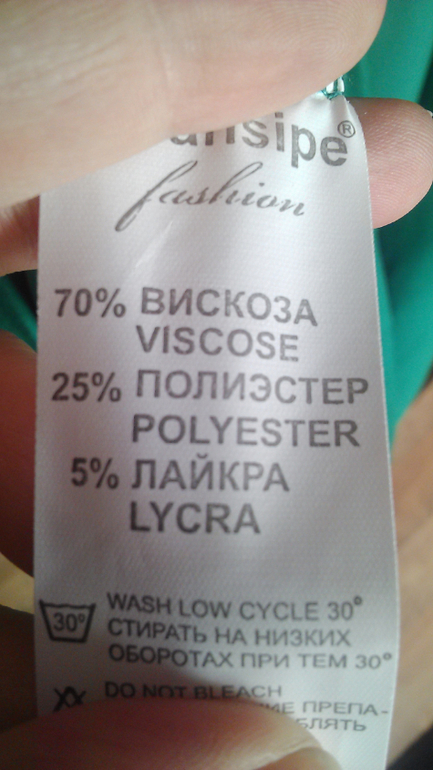 fashion
70% ВИСКОЗА
VISCOSE
25% ПОЛИЭСТЕР
POLYESTER
5% ЛАЙКРА
LYCRA
30°
WASH LOW CYCLE 30°
СТИРАТЬ НА НИЗКИХ
ОБОРОТАХ ПРИ ТЕМ 30°
DO NOT BLEACH
ПРЕПА-